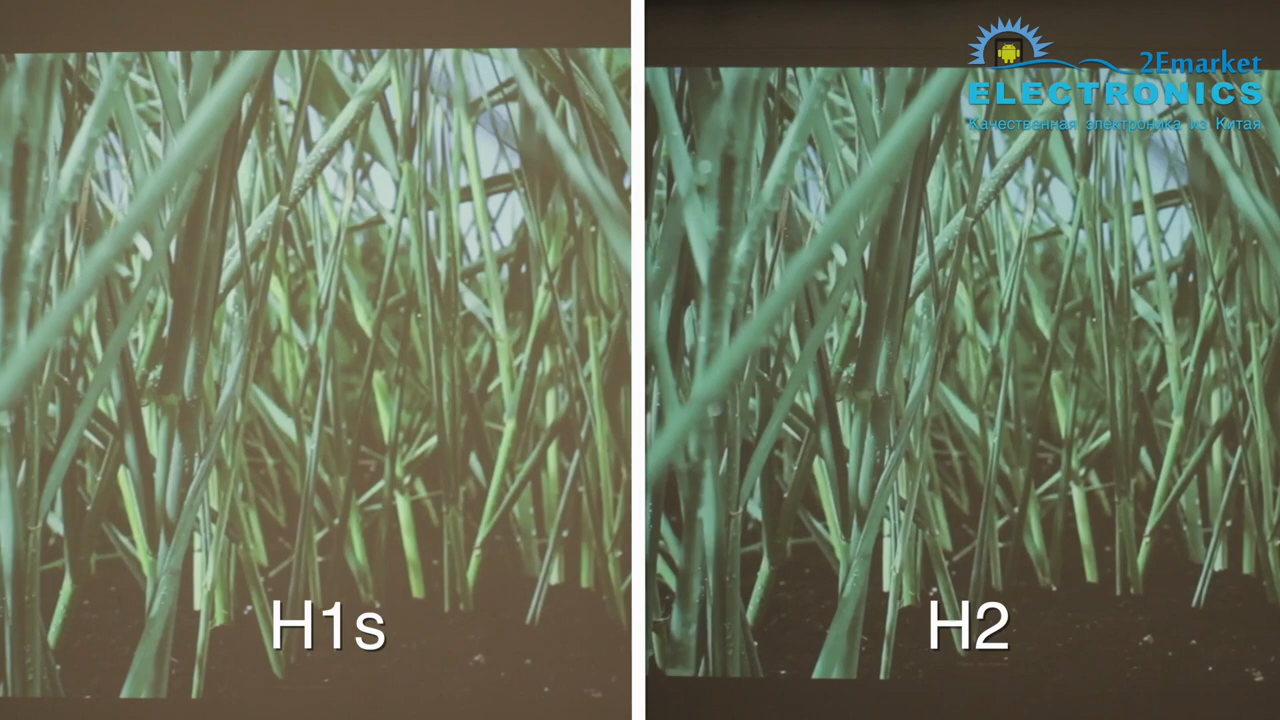 2Emarket
ELECTRONICS
Качественная электроника из Китая
H1s
H2